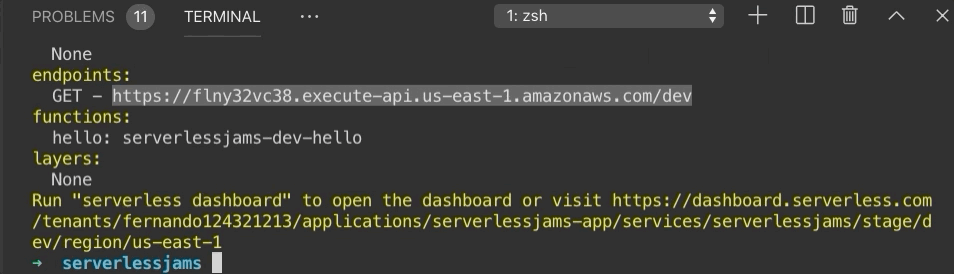 PROBLEMS 11 TERMINAL ... 1: zsh
None
endpoints:
GET - https://flny32vc38.execute-api.us-east-1.amazonaws.com/dev
functions:
hello: serverlessjams-dev-hello
layers:
None
Run "serverless dashboard" to open the dashboard or visit https://dashboard.serverless.com
/tenants/fernando124321213/applications/serverlessjams-app/services/serverlessjams/stage/d
ev/region/us-east-1
→ serverlessjams